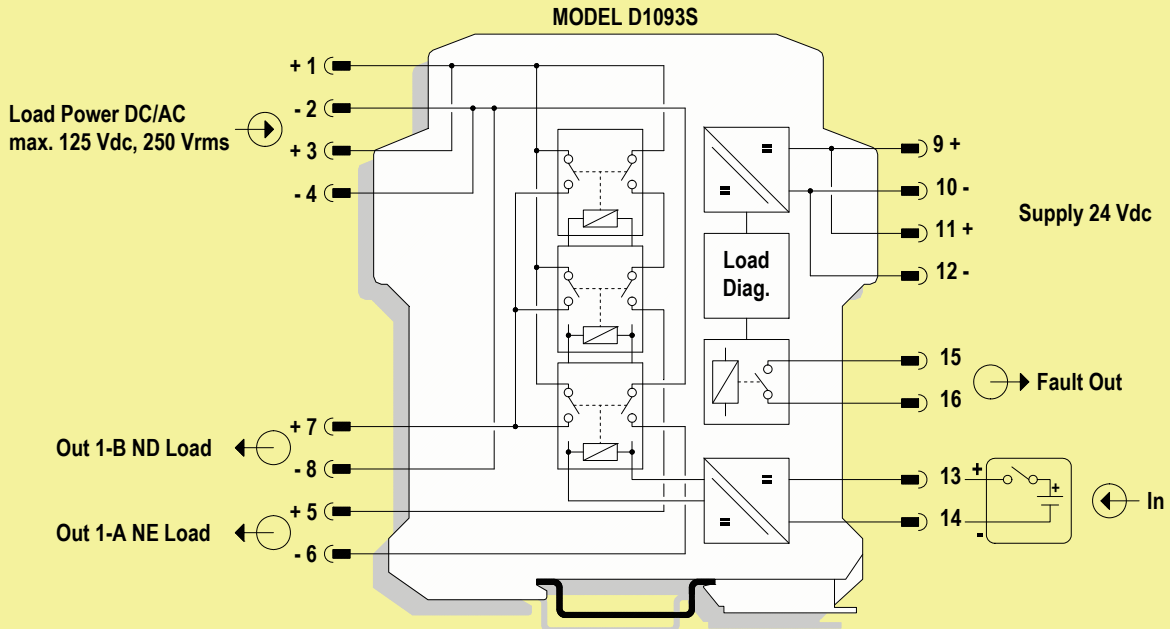 MODEL D1093S
+ 1
- 2
+ 3
- 4
Load Power DC/AC
max. 125 Vdc, 250 Vrms
+ 7
- 8
Out 1-B ND Load
+ 5
- 6
Out 1-A NE Load
Load
Diag.
9 +
10 -
11 +
12 -
Supply 24 Vdc
15
16
Fault Out
13
14
+
-
+
In